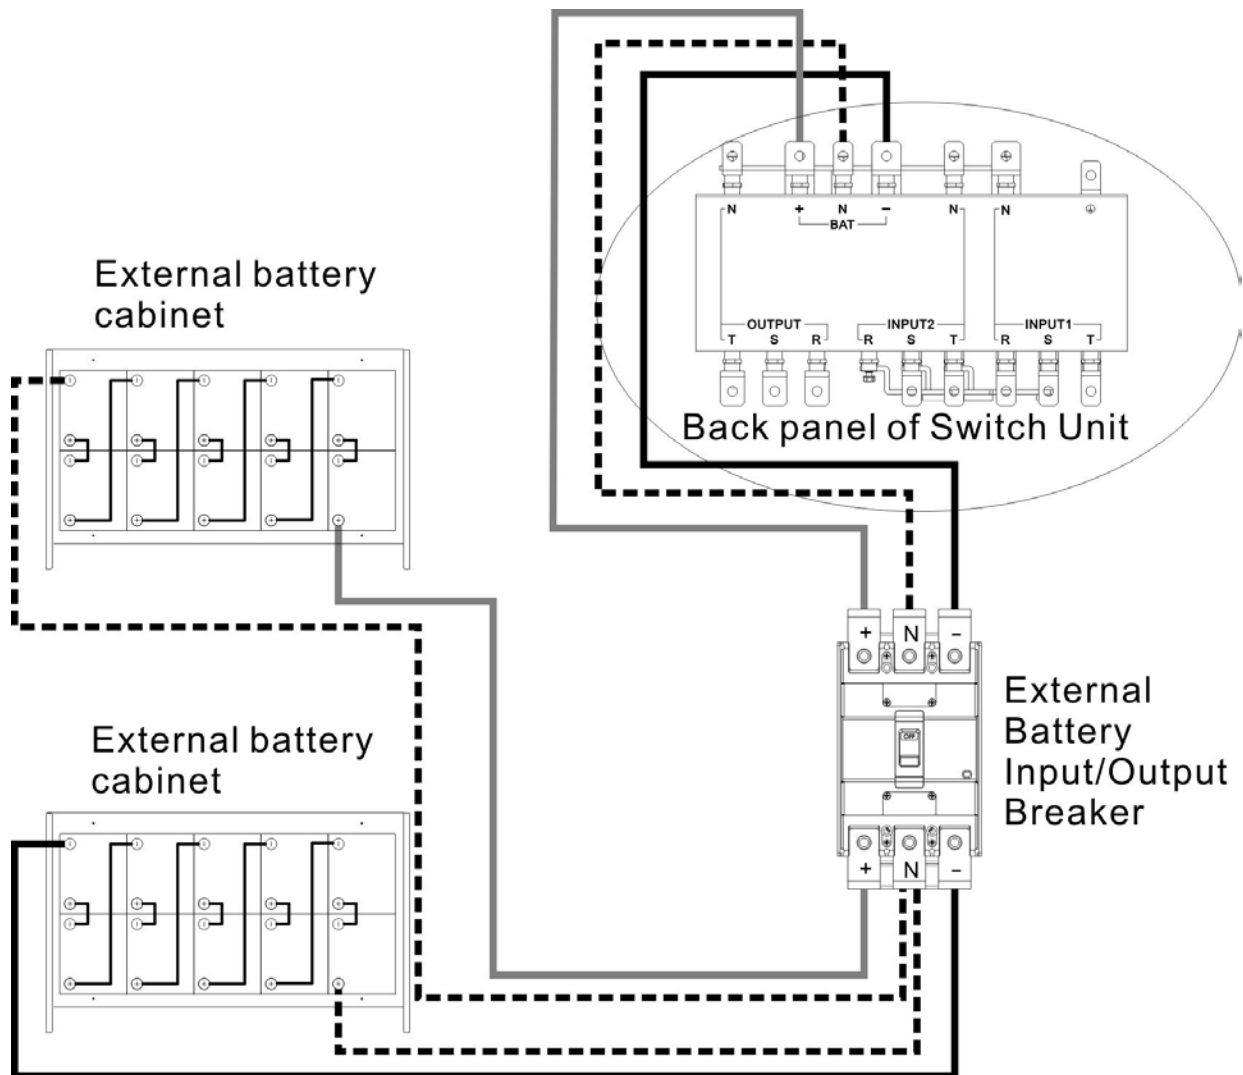 N + N − N N ⏚
BAT
OUTPUT INPUT2 INPUT1
T S R R S T R S T
Back panel of Switch Unit
External battery
cabinet
+ N −
External
Battery
Input/Output
Breaker
OFF
+ N −
External battery
cabinet